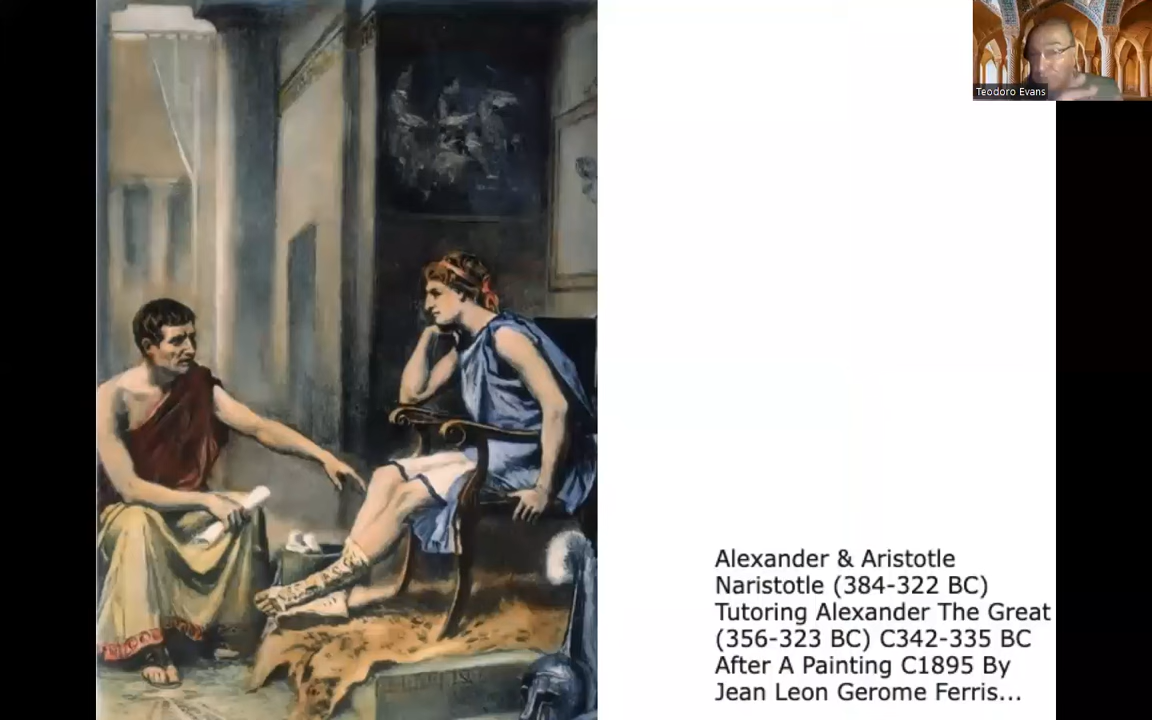 Teodoro Evans
Alexander & Aristotle
Naristotle (384-322 BC)
Tutoring Alexander The Great
(356-323 BC) C342-335 BC
After A Painting C1895 By
Jean Leon Gerome Ferris...